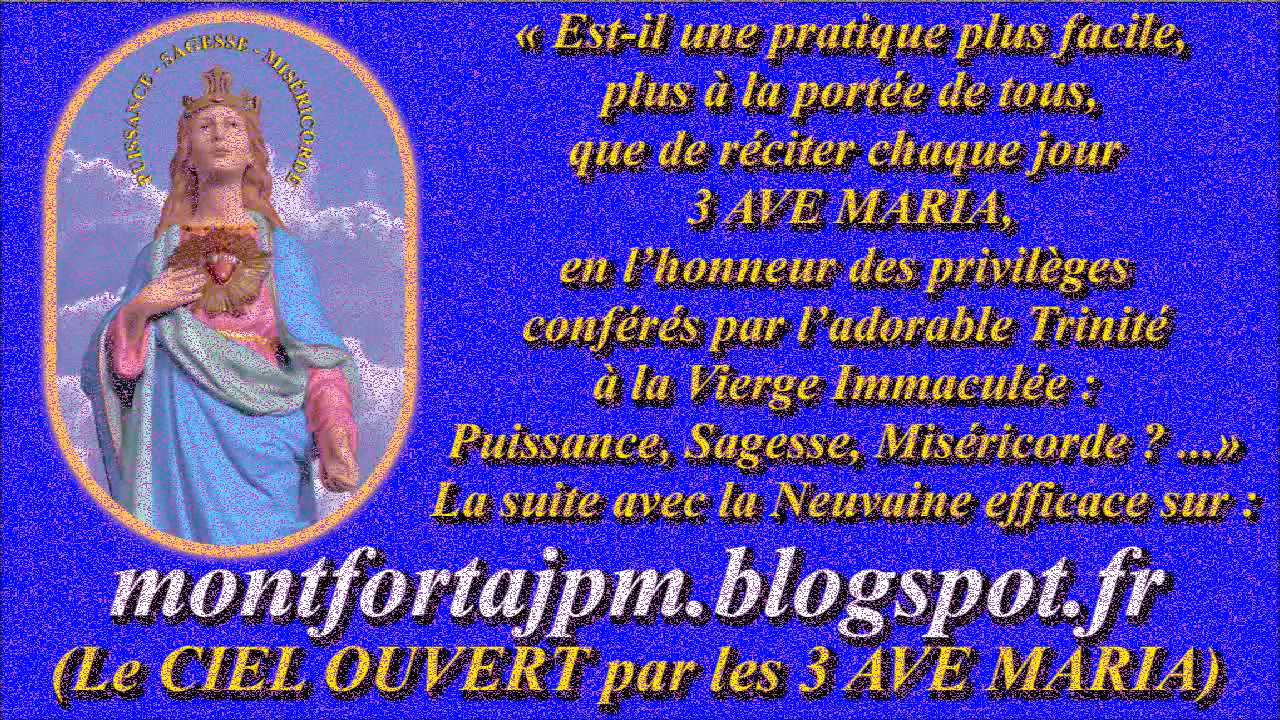 PUISSANCE - SAGESSE - MISÉRICORDE
« Est-il une pratique plus facile,
plus à la portée de tous,
que de réciter chaque jour
3 AVE MARIA,
en l’honneur des privilèges
conférés par l’adorable Trinité
à la Vierge Immaculée :
Puissance, Sagesse, Miséricorde ? ...»
La suite avec la Neuvaine efficace sur :
montfortajpm.blogspot.fr
(Le CIEL OUVERT par les 3 AVE MARIA)